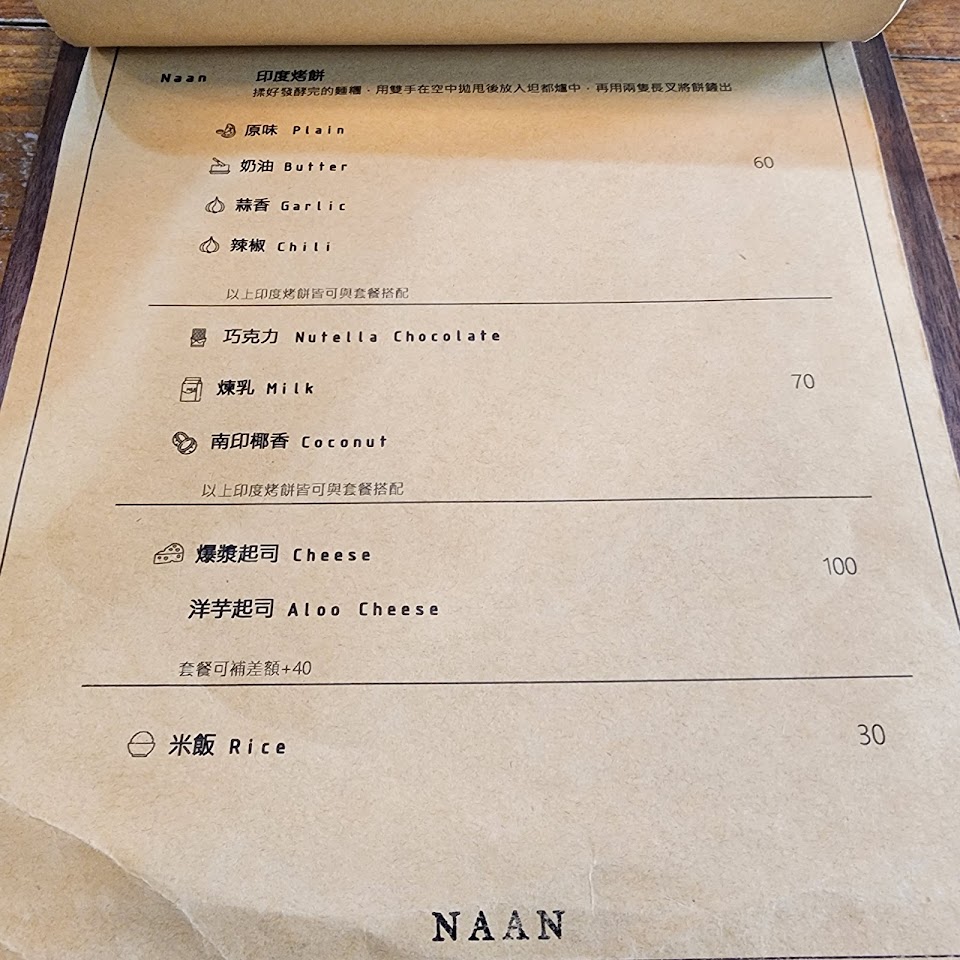 Naan 印度烤餅
揉好發酵完的麵糰，用雙手在空中拋甩後放入坦都爐中，再用兩隻長叉將餅鏟出
原味 Plain
奶油 Butter 60
蒜香 Garlic
辣椒 Chili
以上印度烤餅皆可與套餐搭配
巧克力 Nutella Chocolate
煉乳 Milk 70
南印椰香 Coconut
以上印度烤餅皆可與套餐搭配
爆漿起司 Cheese 100
洋芋起司 Aloo Cheese
套餐可補差額+40
米飯 Rice 30
NAAN